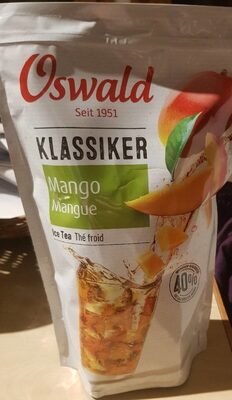 Oswald
Seit 1951
KLASSIKER
Mango
Mangue
Ice Tea Thé froid
40%